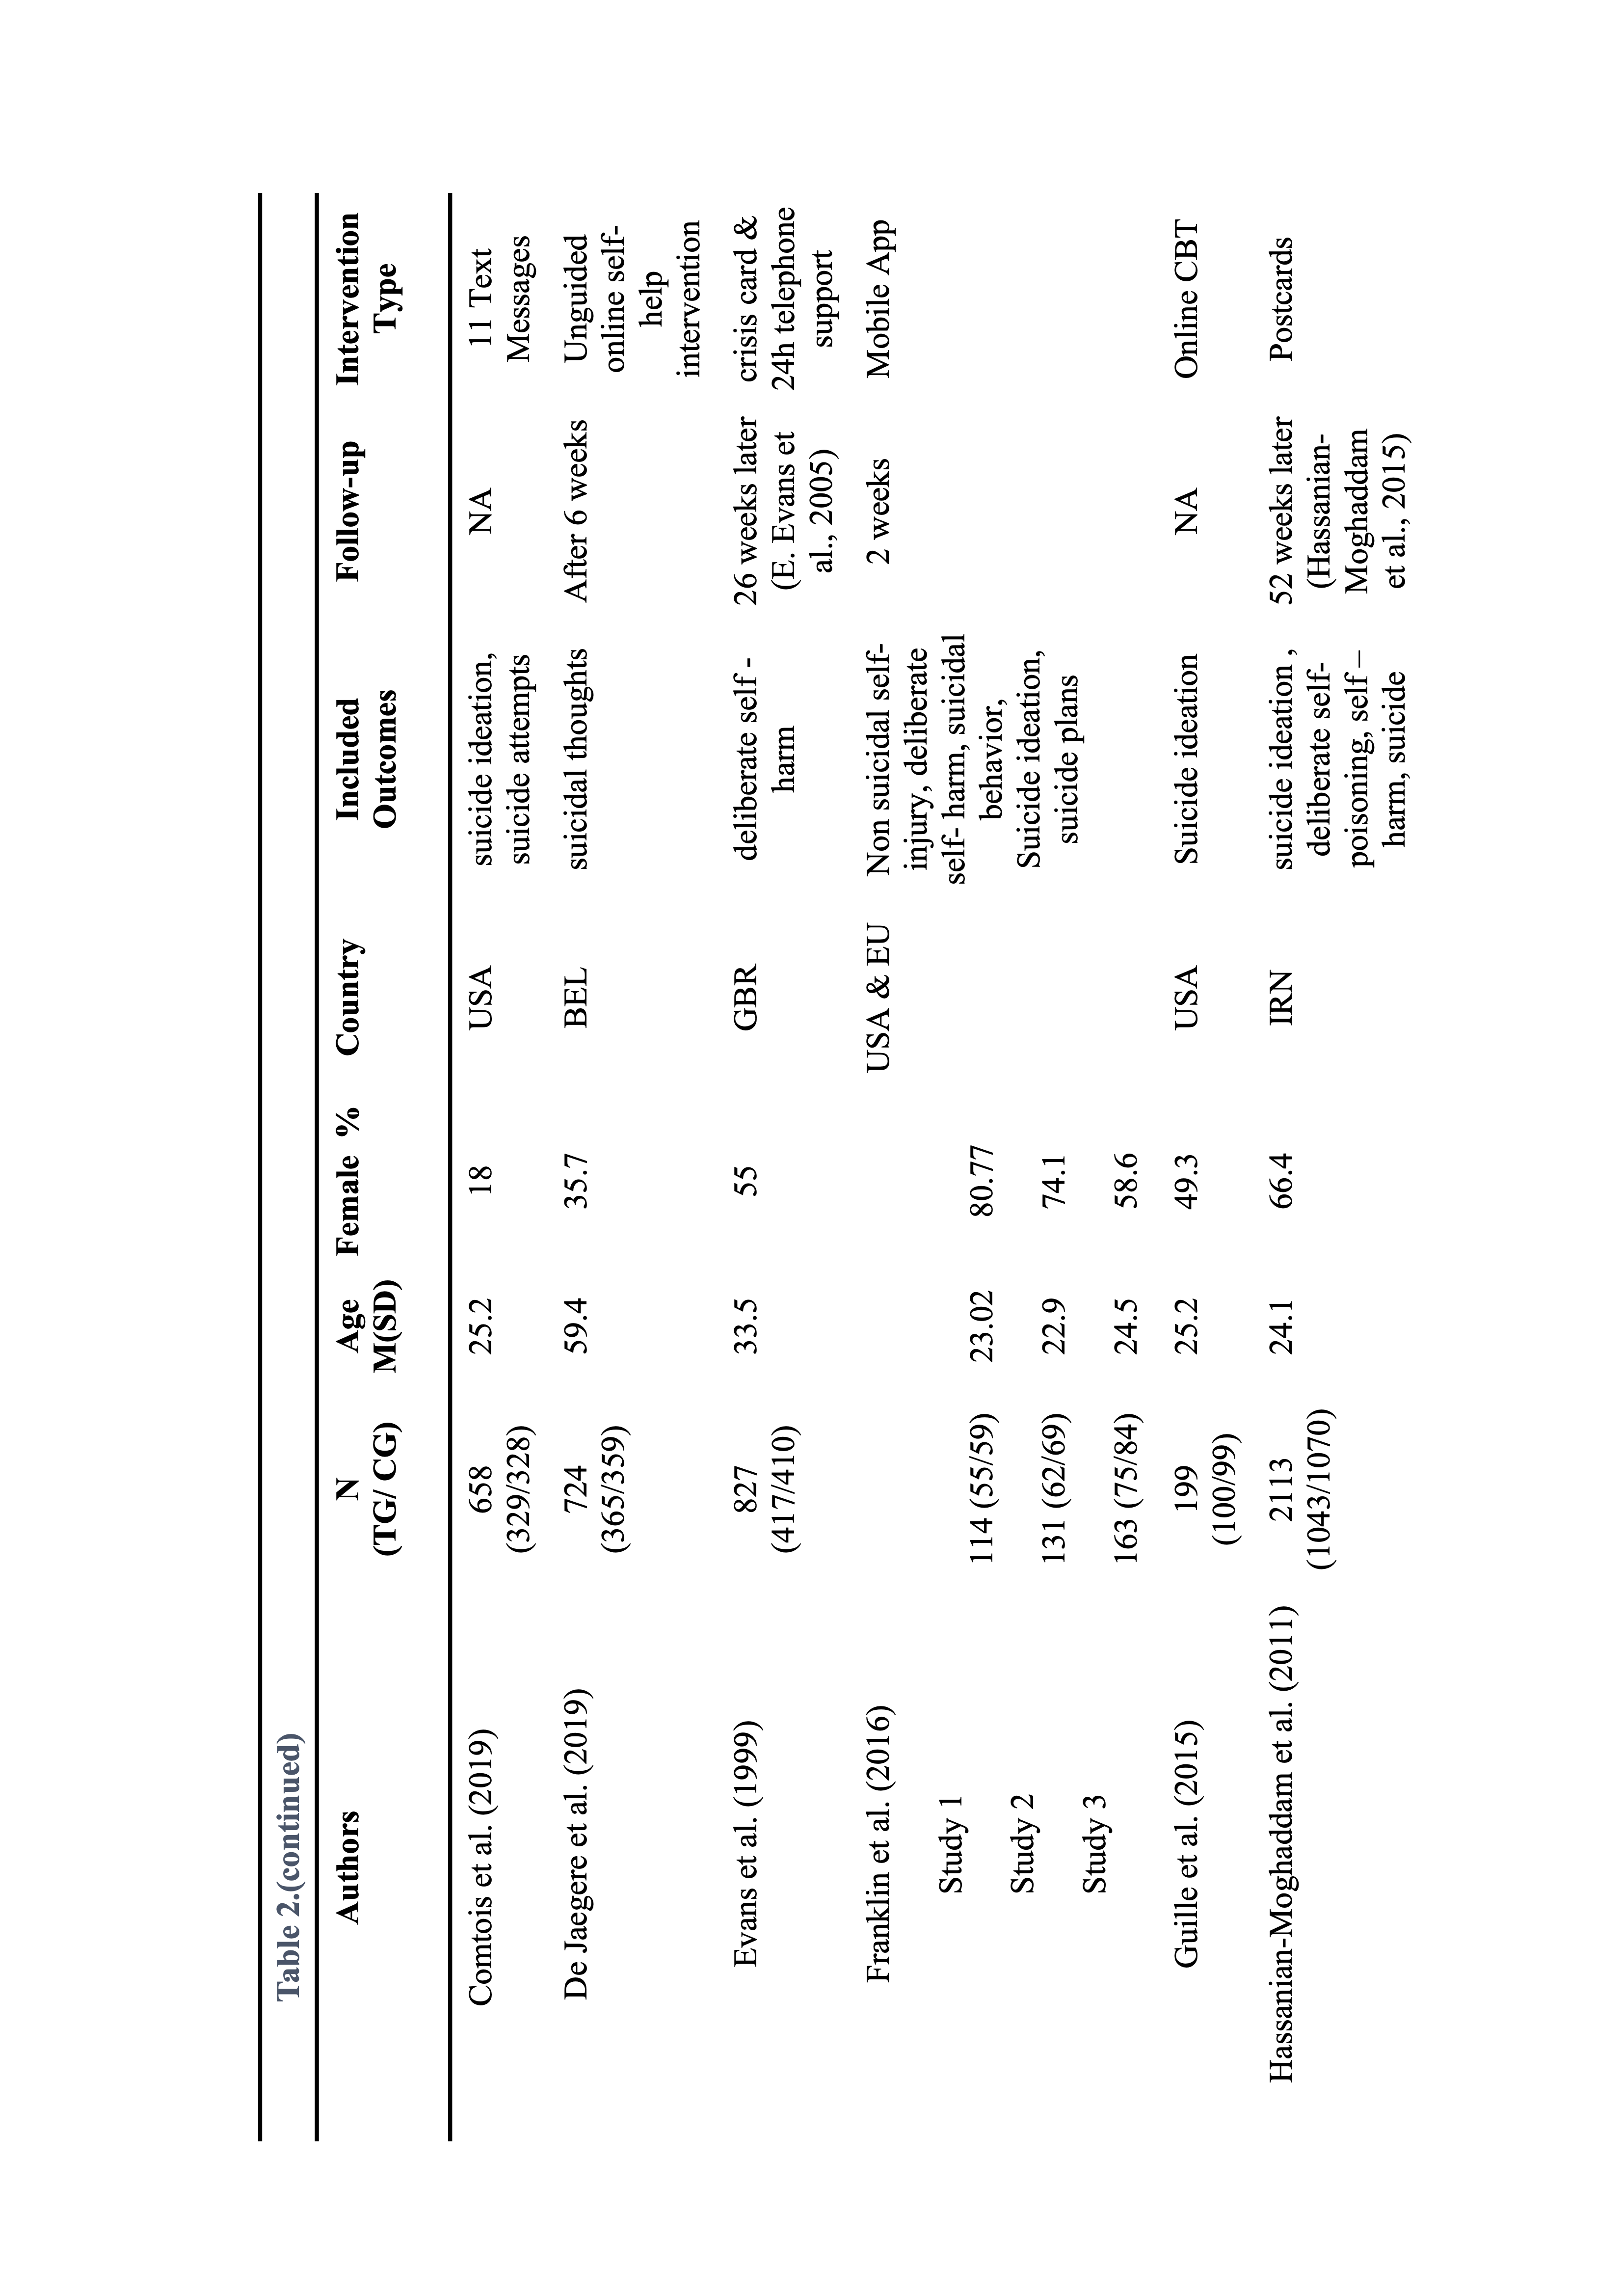 Table 2.(continued)
Authors N Age Female % Country Included Follow-up Intervention
(TG/ CG) M(SD) Outcomes Type
Comtois et al. (2019) 658 25.2 18 USA suicide ideation, NA 11 Text
(329/328) suicide attempts Messages
De Jaegere et al. (2019) 724 59.4 35.7 BEL suicidal thoughts After 6 weeks Unguided
(365/359) online self-
help
intervention
Evans et al. (1999) 827 33.5 55 GBR deliberate self - 26 weeks later crisis card &
(417/410) harm (E. Evans et 24h telephone
al., 2005) support
Franklin et al. (2016) USA & EU Non suicidal self- 2 weeks Mobile App
injury, deliberate
Study 1 self- harm, suicidal
114 (55/59) 23.02 80.77 behavior,
Study 2 Suicide ideation,
131 (62/69) 22.9 74.1 suicide plans
Study 3
163 (75/84) 24.5 58.6
Guille et al. (2015) 199 25.2 49.3 USA Suicide ideation NA Online CBT
(100/99)
Hassanian-Moghaddam et al. (2011) 2113 24.1 66.4 IRN suicide ideation , 52 weeks later Postcards
(1043/1070) deliberate self- (Hassanian-
poisoning, self – Moghaddam
harm, suicide et al., 2015)